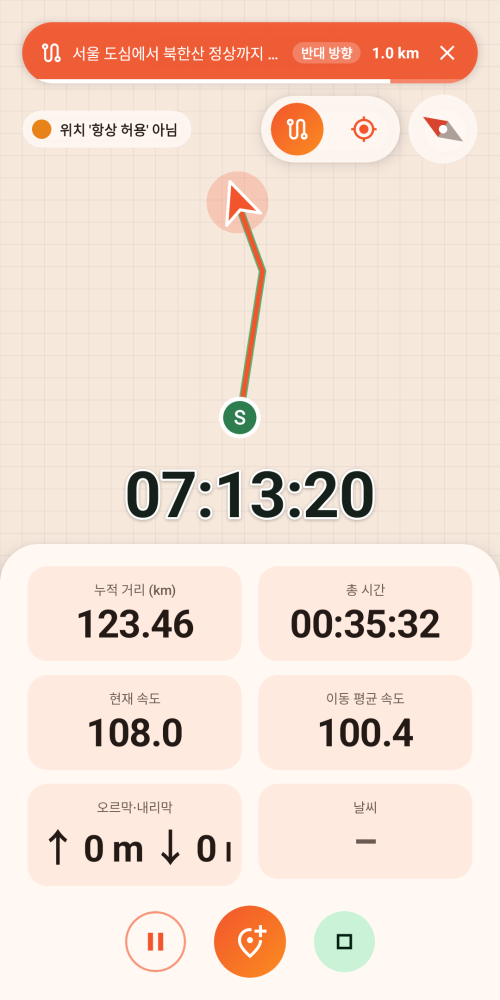 서울 도심에서 북한산 정상까지 ... 반대 방향 1.0 km
위치 '항상 허용' 아님
S
07:13:20
누적 거리 (km)
123.46
총 시간
00:35:32
현재 속도
108.0
이동 평균 속도
100.4
오르막·내리막
↑ 0 m ↓ 0
날씨
–